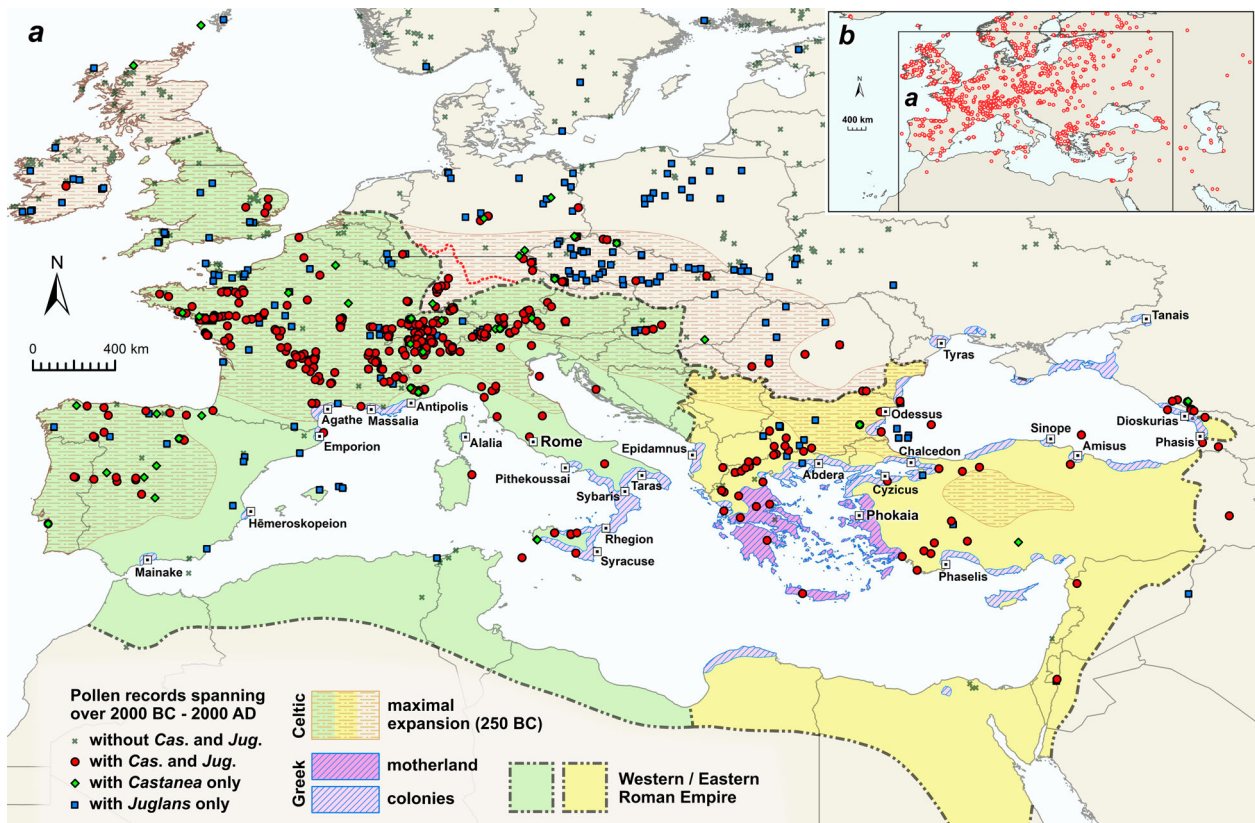 a
b
N
400 km
a
N
0 400 km
Tanais
Tyras
Dioskurias
Phasis
Sinope
Amisus
Odessus
Chalcedon
Cyzicus
Abdera
Epidamnus
Phokaia
Phaselis
Agathe
Massalia
Antipolis
Emporion
Alalia
Rome
Pithekoussai
Taras
Sybaris
Rhegion
Syracuse
Hēmeroskopeion
Mainake
Pollen records spanning
over 2000 BC - 2000 AD
without Cas. and Jug.
with Cas. and Jug.
with Castanea only
with Juglans only
Celtic
maximal
expansion (250 BC)
Greek
motherland
colonies
Western / Eastern
Roman Empire